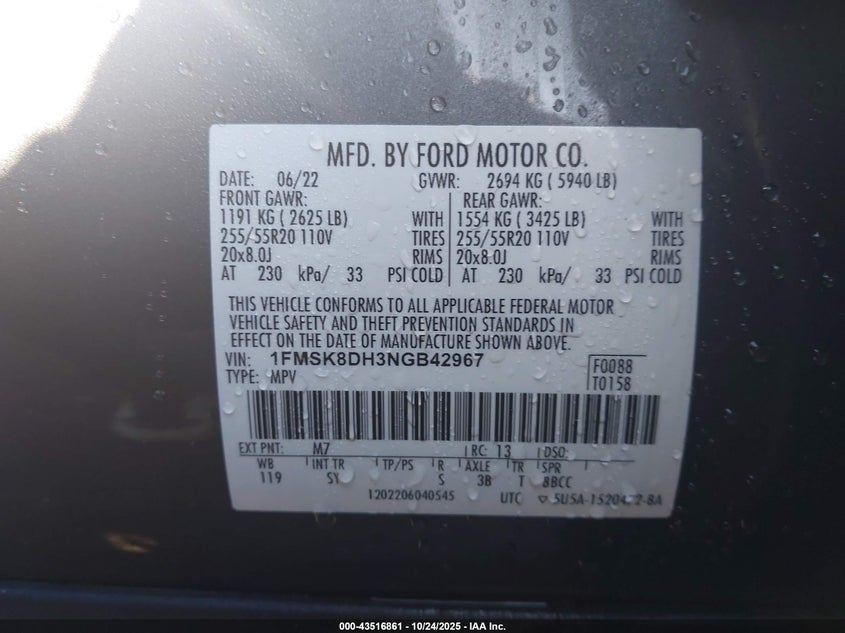 MFD. BY FORD MOTOR CO.
DATE: 06/22 GVWR: 2694 KG ( 5940 LB)
FRONT GAWR: REAR GAWR:
1191 KG ( 2625 LB) WITH 1554 KG ( 3425 LB) WITH
255/55R20 110V TIRES 255/55R20 110V TIRES
20x8.0J RIMS 20x8.0J RIMS
AT 230 kPa/ 33 PSI COLD AT 230 kPa/ 33 PSI COLD
THIS VEHICLE CONFORMS TO ALL APPLICABLE FEDERAL MOTOR
VEHICLE SAFETY AND THEFT PREVENTION STANDARDS IN
EFFECT ON THE DATE OF MANUFACTURE SHOWN ABOVE.
VIN: 1FMSK8DH3NGB42967 F0088
TYPE: MPV T0158
EXT PNT: M7 RC: 13 DSO:
WB INT TR TP/PS R AXLE TR SPR
119 SY S 3B T 8BCC
120220604054S UTC
000-43516861 - 10/24/2025 - IAA Inc.